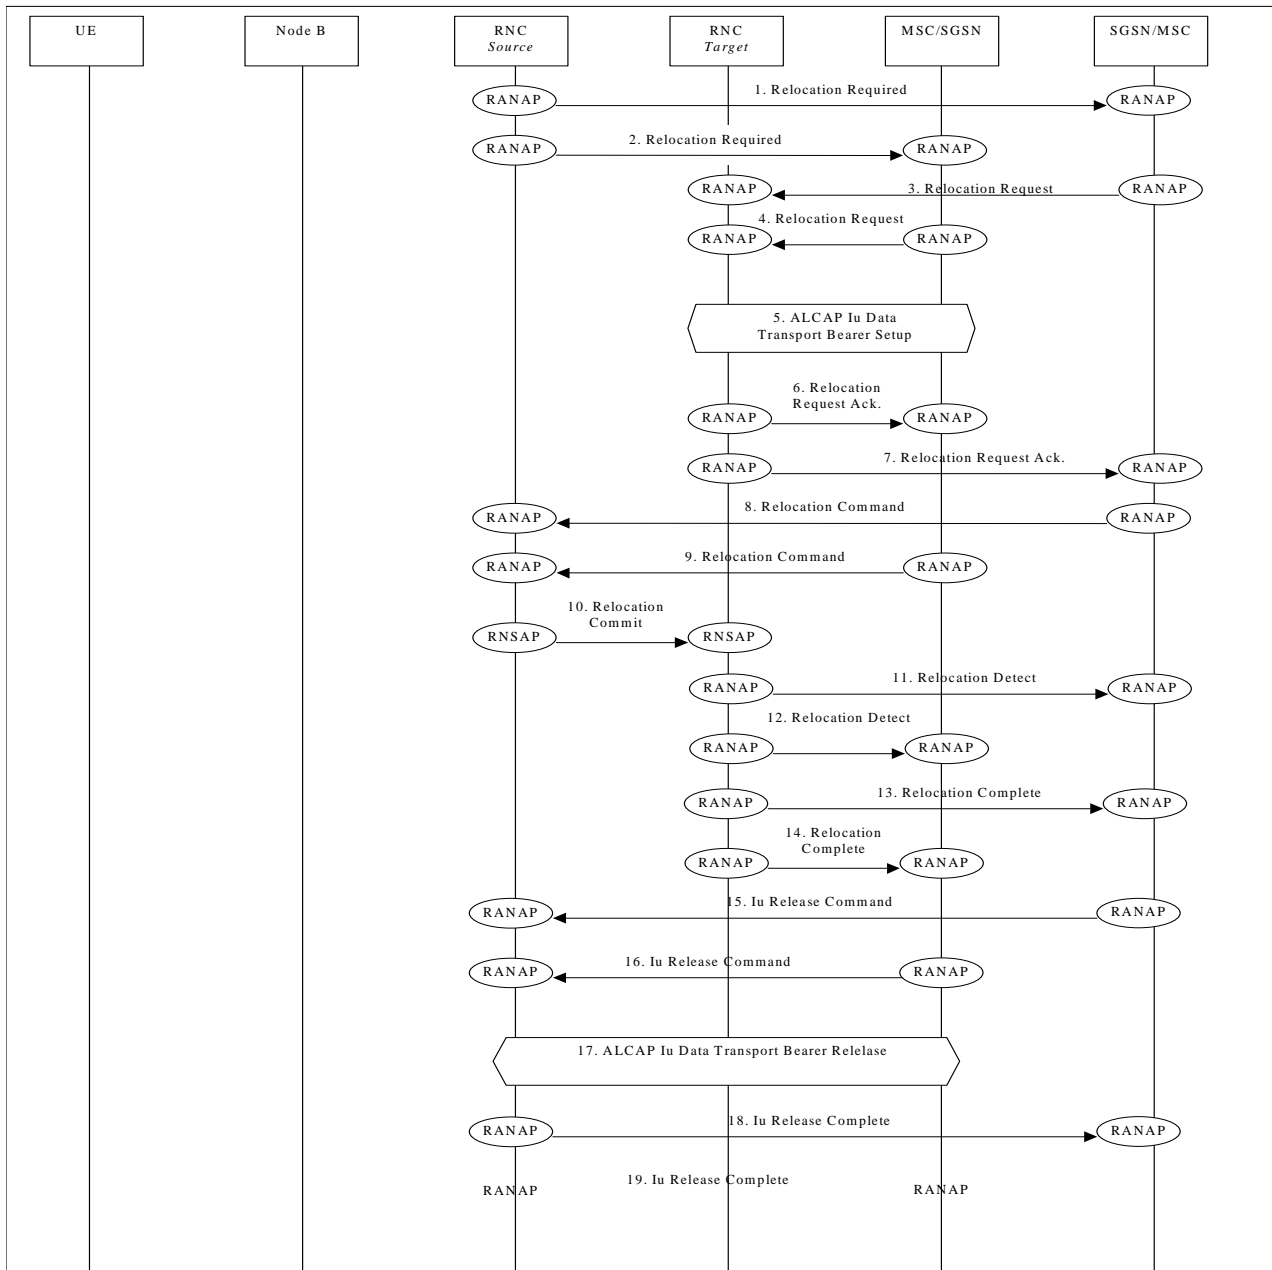 UE
Node B
RNC
Source
RNC
Target
MSC/SGSN
SGSN/MSC
RANAP
1. Relocation Required
RANAP
RANAP
2. Relocation Required
RANAP
RANAP
3. Relocation Request
RANAP
RANAP
4. Relocation Request
RANAP
5. ALCAP Iu Data
Transport Bearer Setup
RANAP
6. Relocation
Request Ack.
RANAP
RANAP
7. Relocation Request Ack.
RANAP
RANAP
8. Relocation Command
RANAP
RANAP
9. Relocation Command
RANAP
RNSAP
10. Relocation
Commit
RNSAP
RANAP
11. Relocation Detect
RANAP
12. Relocation Detect
RANAP
RANAP
RANAP
13. Relocation Complete
RANAP
RANAP
14. Relocation
Complete
RANAP
RANAP
15. Iu Release Command
RANAP
RANAP
16. Iu Release Command
RANAP
17. ALCAP Iu Data Transport Bearer Relelase
RANAP
18. Iu Release Complete
RANAP
RANAP
19. Iu Release Complete
RANAP